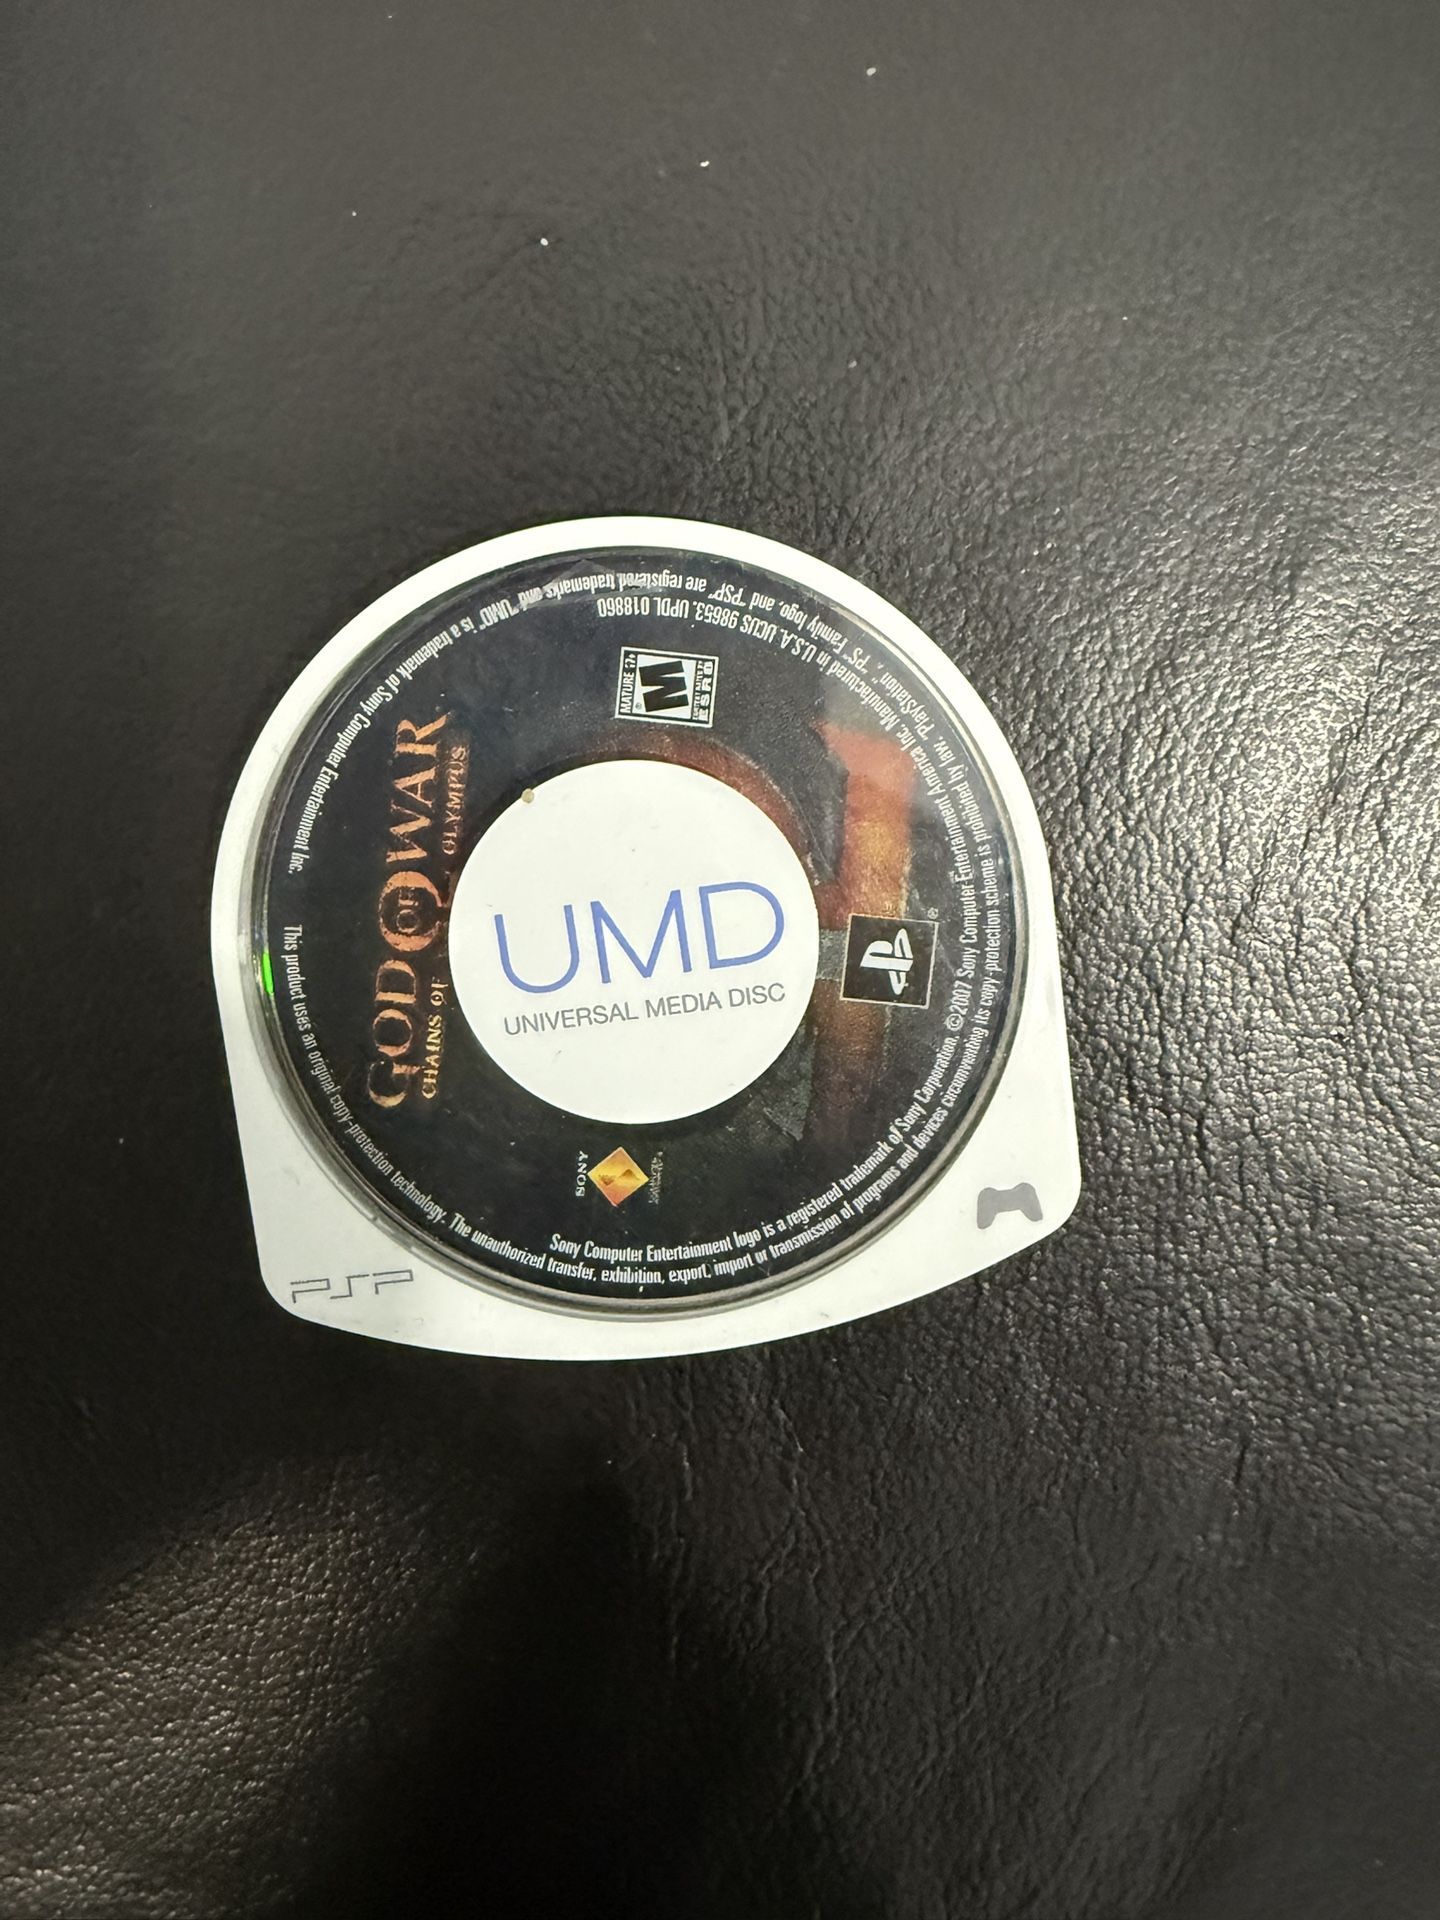 GOD OF WAR
CHAINS OF OLYMPUS
UMD
UNIVERSAL MEDIA DISC
MATURE 17+
M
ESRB
SONY
PSP
This product uses an original copy-protection technology. The unauthorized transfer, exhibition, export, import or transmission of programs and devices circumventing its copy-protection scheme is prohibited by law. "PlayStation", "PS" Family logo, and "PSP" are registered trademarks and "UMD" is a trademark of Sony Computer Entertainment Inc.
Sony Computer Entertainment logo is a registered trademark of Sony Corporation. ©2007 Sony Computer Entertainment America Inc. Manufactured in U.S.A. UCUS 98653. UPDL 018860